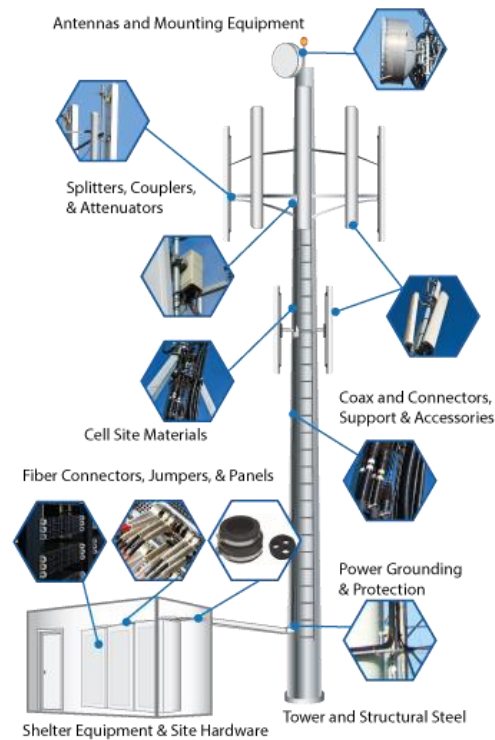 Antennas and Mounting Equipment
Splitters, Couplers,
& Attenuators
Coax and Connectors,
Support & Accessories
Cell Site Materials
Fiber Connectors, Jumpers, & Panels
Power Grounding
& Protection
Tower and Structural Steel
Shelter Equipment & Site Hardware